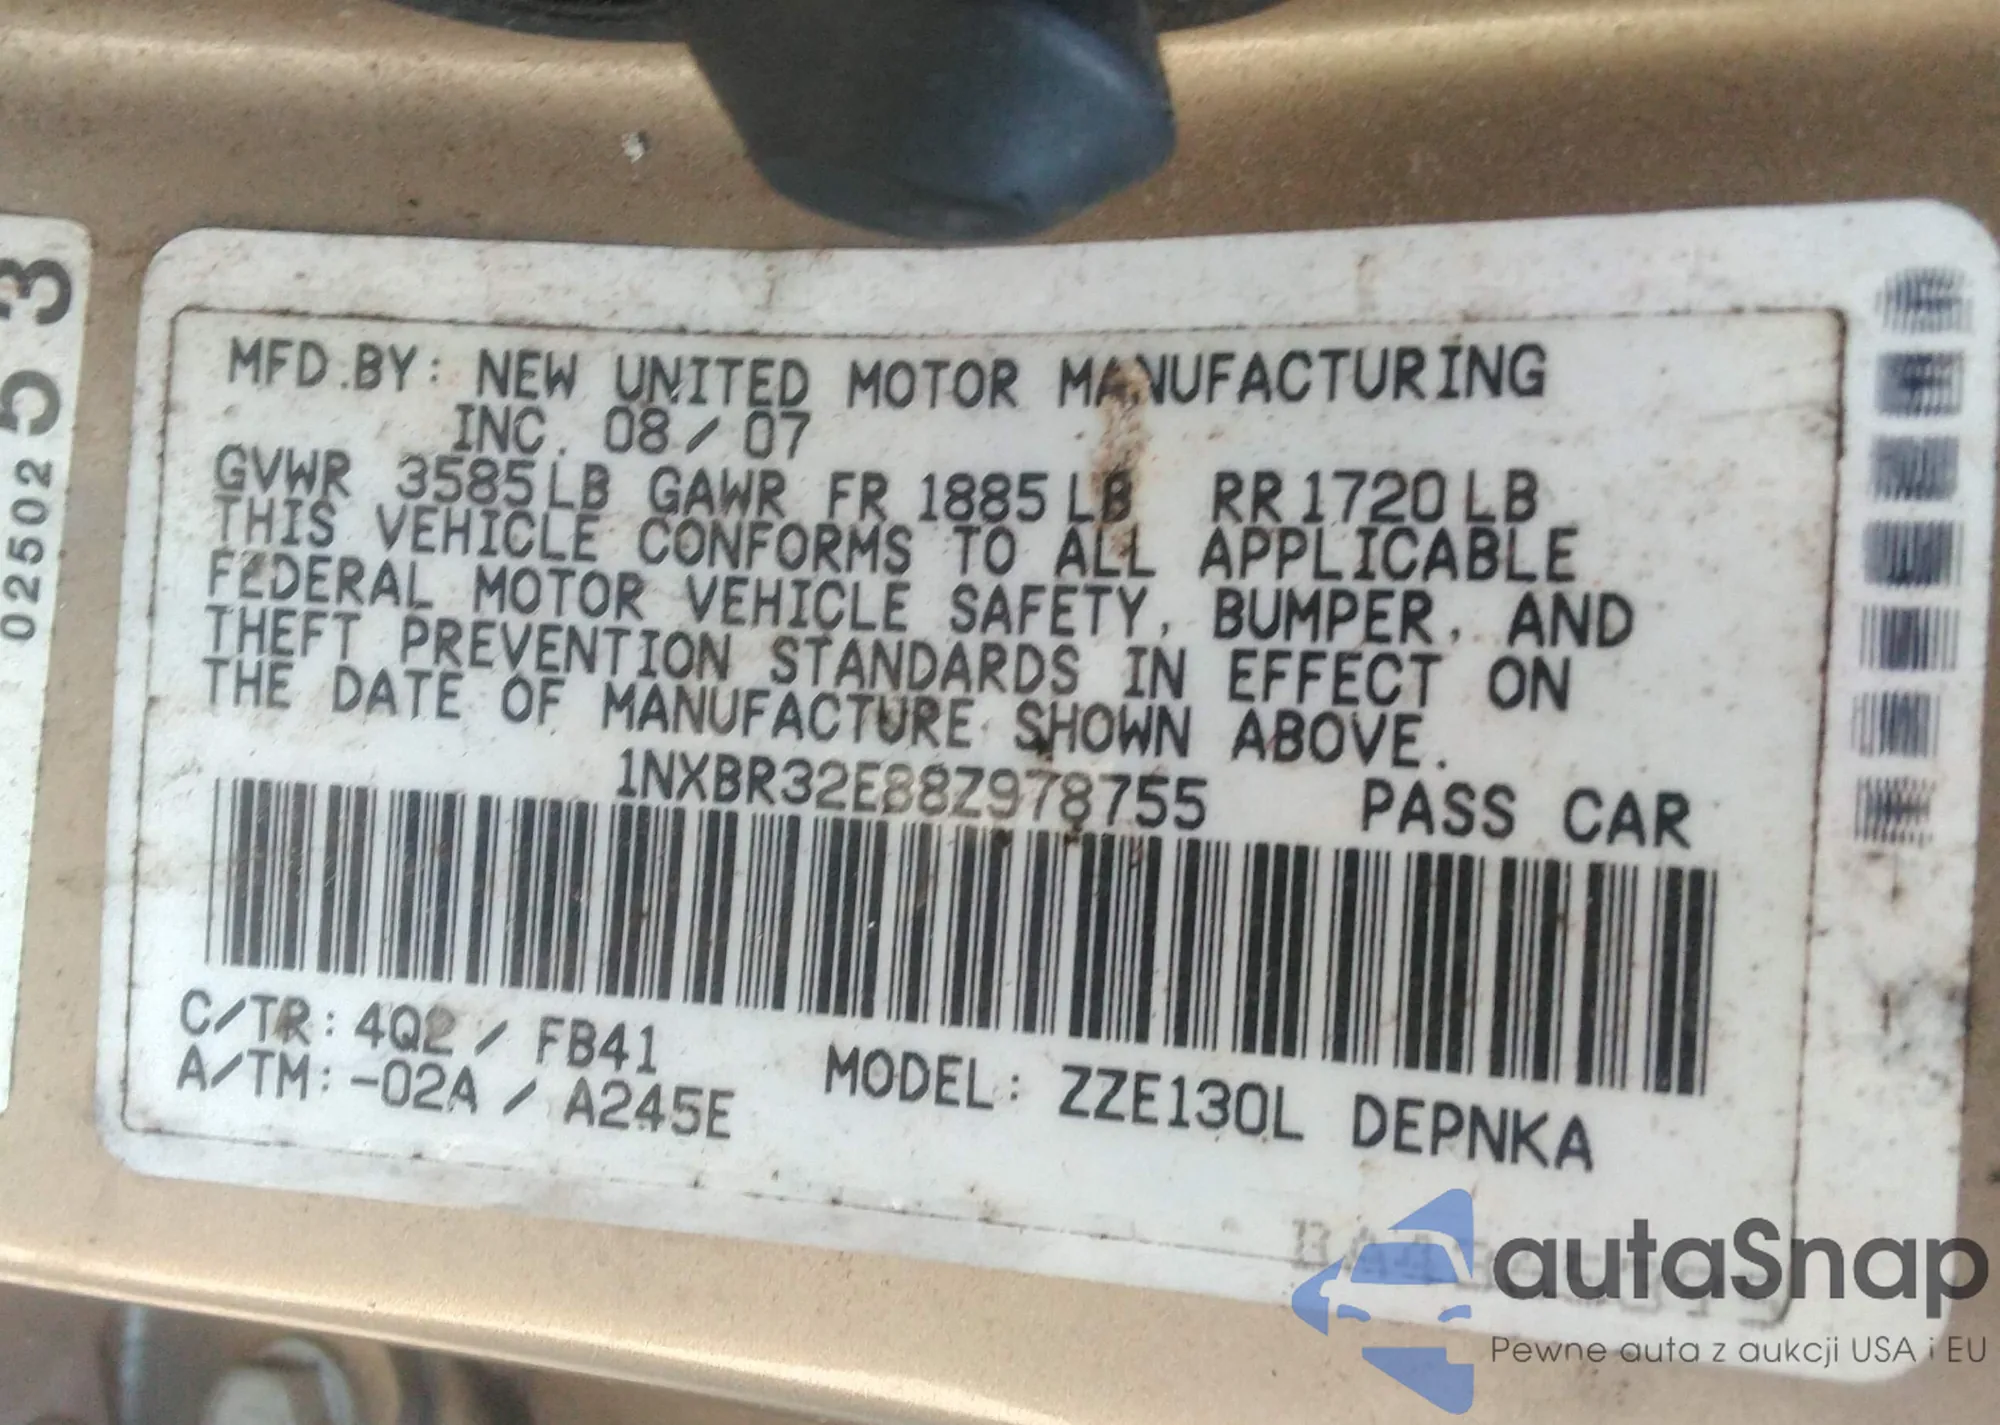 53
02502
MFD.BY: NEW UNITED MOTOR MANUFACTURING
INC. 08/07
GVWR 3585LB GAWR FR 1885LB RR1720LB
THIS VEHICLE CONFORMS TO ALL APPLICABLE
FEDERAL MOTOR VEHICLE SAFETY, BUMPER, AND
THEFT PREVENTION STANDARDS IN EFFECT ON
THE DATE OF MANUFACTURE SHOWN ABOVE.
1NXBR32E88Z978755 PASS CAR
C/TR: 4Q2 / FB41
A/TM: -02A / A245E
MODEL: ZZE130L DEPNKA
autaSnap
Pewne auta z aukcji USA i EU